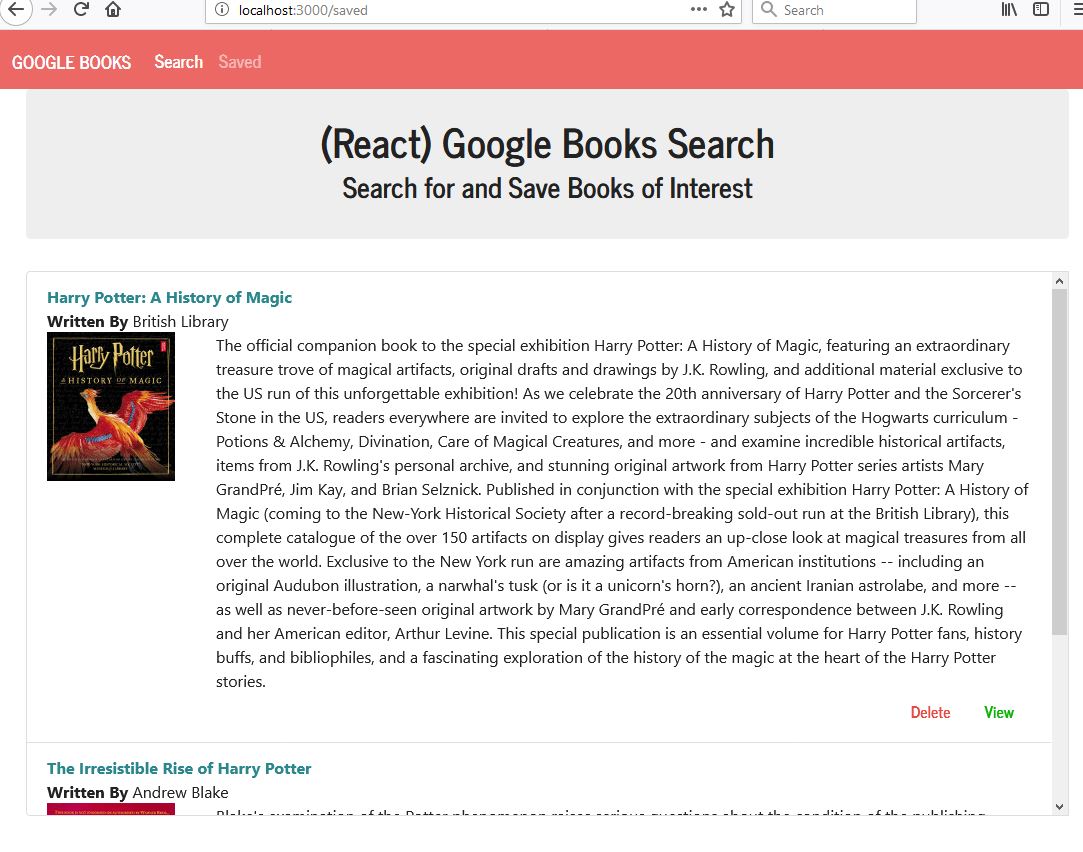 localhost:3000/saved
Search
GOOGLE BOOKS Search Saved
(React) Google Books Search
Search for and Save Books of Interest
Harry Potter: A History of Magic
Written By British Library
Harry Potter
A HISTORY OF MAGIC
The official companion book to the special exhibition Harry Potter: A History of Magic, featuring an extraordinary
treasure trove of magical artifacts, original drafts and drawings by J.K. Rowling, and additional material exclusive to
the US run of this unforgettable exhibition! As we celebrate the 20th anniversary of Harry Potter and the Sorcerer's
Stone in the US, readers everywhere are invited to explore the extraordinary subjects of the Hogwarts curriculum -
Potions & Alchemy, Divination, Care of Magical Creatures, and more - and examine incredible historical artifacts,
items from J.K. Rowling's personal archive, and stunning original artwork from Harry Potter series artists Mary
GrandPré, Jim Kay, and Brian Selznick. Published in conjunction with the special exhibition Harry Potter: A History of
Magic (coming to the New-York Historical Society after a record-breaking sold-out run at the British Library), this
complete catalogue of the over 150 artifacts on display gives readers an up-close look at magical treasures from all
over the world. Exclusive to the New York run are amazing artifacts from American institutions -- including an
original Audubon illustration, a narwhal's tusk (or is it a unicorn's horn?), an ancient Iranian astrolabe, and more --
as well as never-before-seen original artwork by Mary GrandPré and early correspondence between J.K. Rowling
and her American editor, Arthur Levine. This special publication is an essential volume for Harry Potter fans, history
buffs, and bibliophiles, and a fascinating exploration of the history of the magic at the heart of the Harry Potter
stories.
Delete View
The Irresistible Rise of Harry Potter
Written By Andrew Blake
Blake's examination of the Potter phenomenon raises serious questions about the condition of the publishing